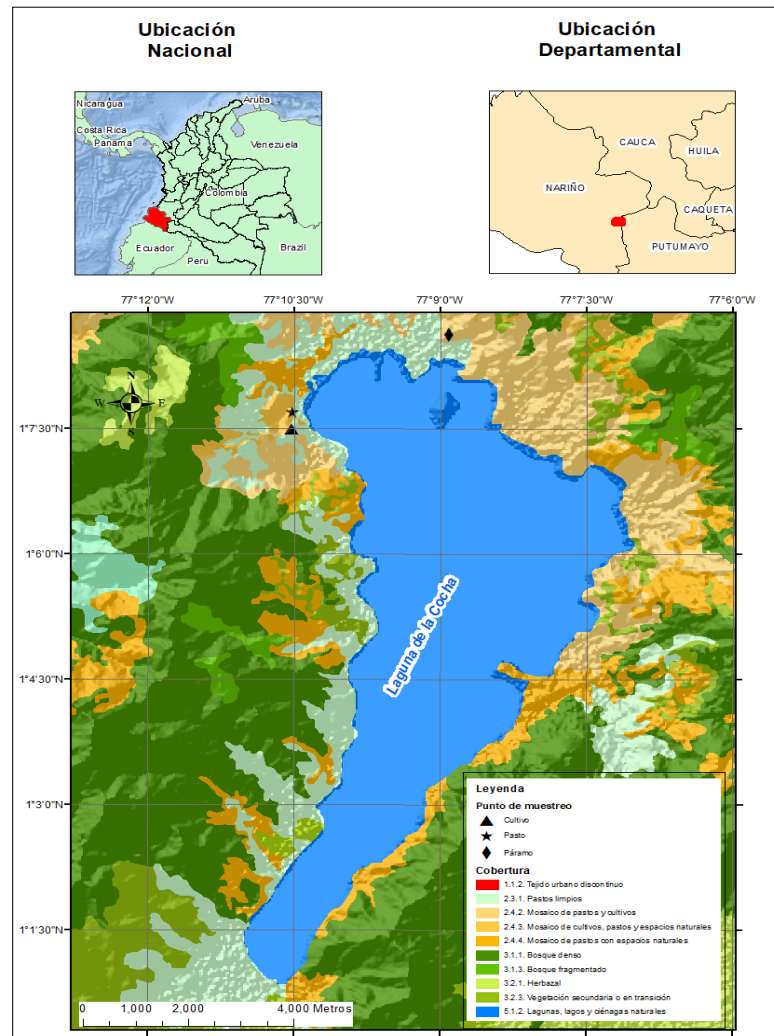 Ubicación
Nacional
Ubicación
Departamental
Nicaragua
Aruba
Costa Rica
Panama
Venezuela
Colombia
Ecuador
Peru
Brazil
CAUCA
HUILA
NARIÑO
CAQUETA
PUTUMAYO
77°12'0"W
77°10'30"W
77°9'0"W
77°7'30"W
77°6'0"W
N
W
E
S
1°7'30"N
1°6'0"N
1°4'30"N
1°3'0"N
1°1'30"N
Laguna de la Cocha
Leyenda
Punto de muestreo
Cultivo
Pasto
Páramo
Cobertura
1.1.2. Tejido urbano discontinuo
2.3.1. Pastos limpios
2.4.2. Mosaico de pastos y cultivos
2.4.3. Mosaico de cultivos, pastos y espacios naturales
2.4.4. Mosaico de pastos con espacios naturales
3.1.1. Bosque denso
3.1.3. Bosque fragmentado
3.2.1. Herbazal
3.2.3. Vegetación secundaria o en transición
5.1.2. Lagunas, lagos y ciénagas naturales
0 1,000 2,000 4,000 Metros